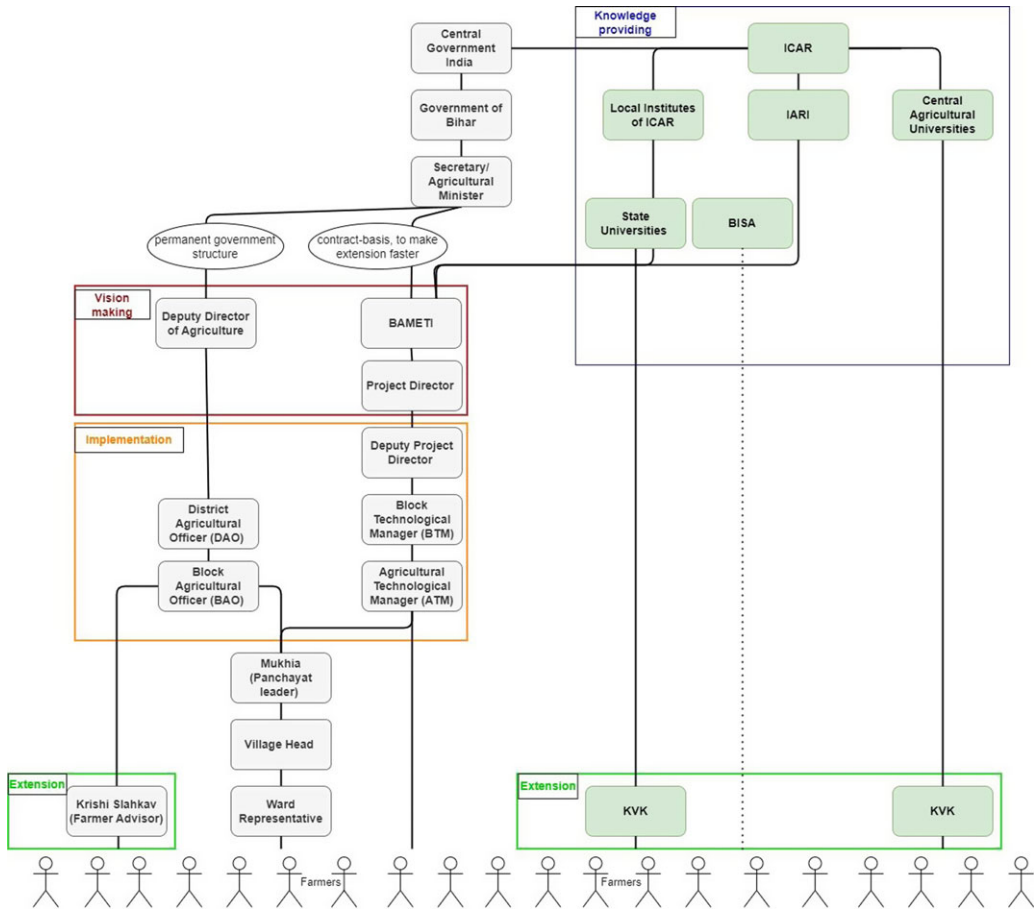 Knowledge
providing
Central
Government
India
ICAR
Government of
Bihar
Local Institutes
of ICAR
IARI
Central
Agricultural
Universities
Secretary/
Agricultural
Minister
State
Universities
BISA
permanent government
structure
contract-basis, to make
extension faster
Vision
making
Deputy Director
of Agriculture
BAMETI
Project Director
Implementation
Deputy Project
Director
District
Agricultural
Officer (DAO)
Block
Technological
Manager (BTM)
Block
Agricultural
Officer (BAO)
Agricultural
Technological
Manager (ATM)
Mukhia
(Panchayat
leader)
Village Head
Extension
Krishi Slahkav
(Farmer Advisor)
Ward
Representative
Extension
KVK
KVK
Farmers
Farmers